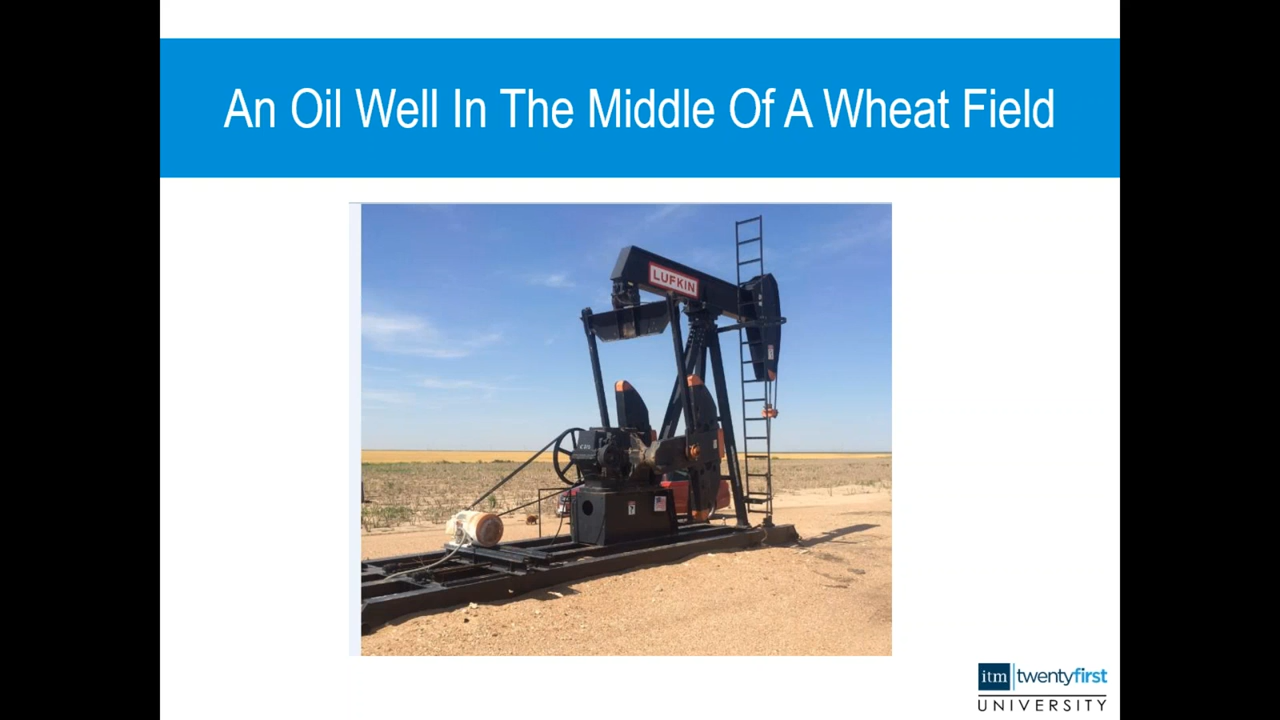 An Oil Well In The Middle Of A Wheat Field
LUFKIN
itm twentyfirst
UNIVERSITY